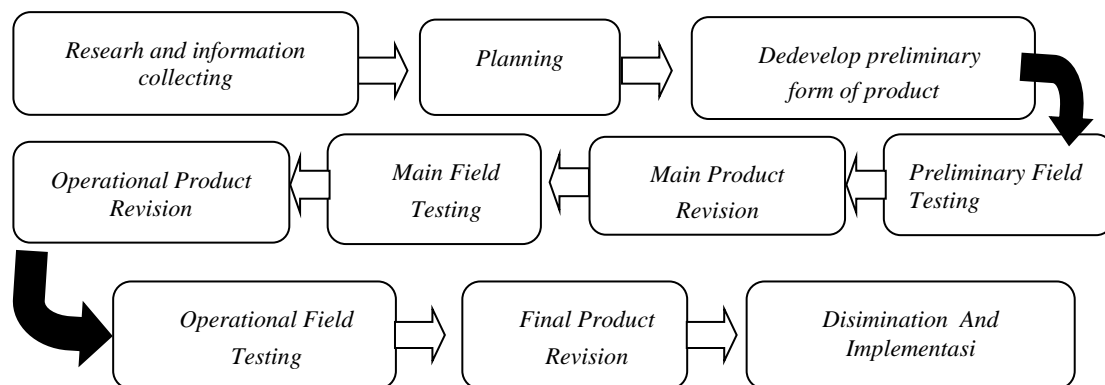 Researh and information
collecting
Planning
Dedevelop preliminary
form of product
Preliminary Field
Testing
Main Product
Revision
Main Field
Testing
Operational Product
Revision
Operational Field
Testing
Final Product
Revision
Disimination And
Implementasi